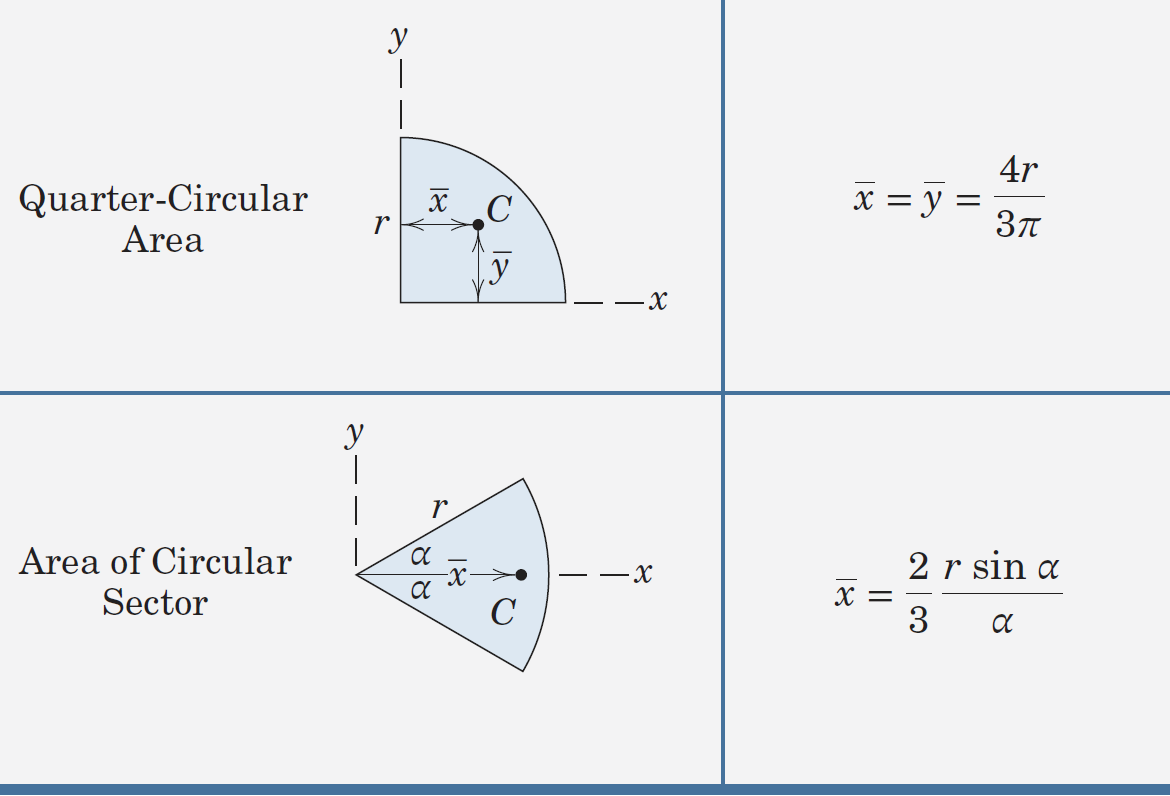 y
Quarter-Circular
Area
r
x̅
C
y̅
x
x̅ = y̅ = 4r / 3π
y
Area of Circular
Sector
r
α
x̅
α
C
x
x̅ = 2/3 r sin α / α